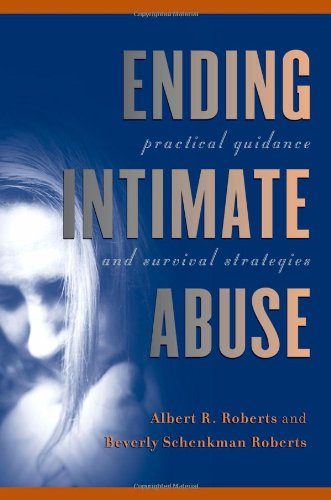 ENDING
practical guidance
INTIMATE
and survival strategies
ABUSE
Albert R. Roberts and
Beverly Schenkman Roberts